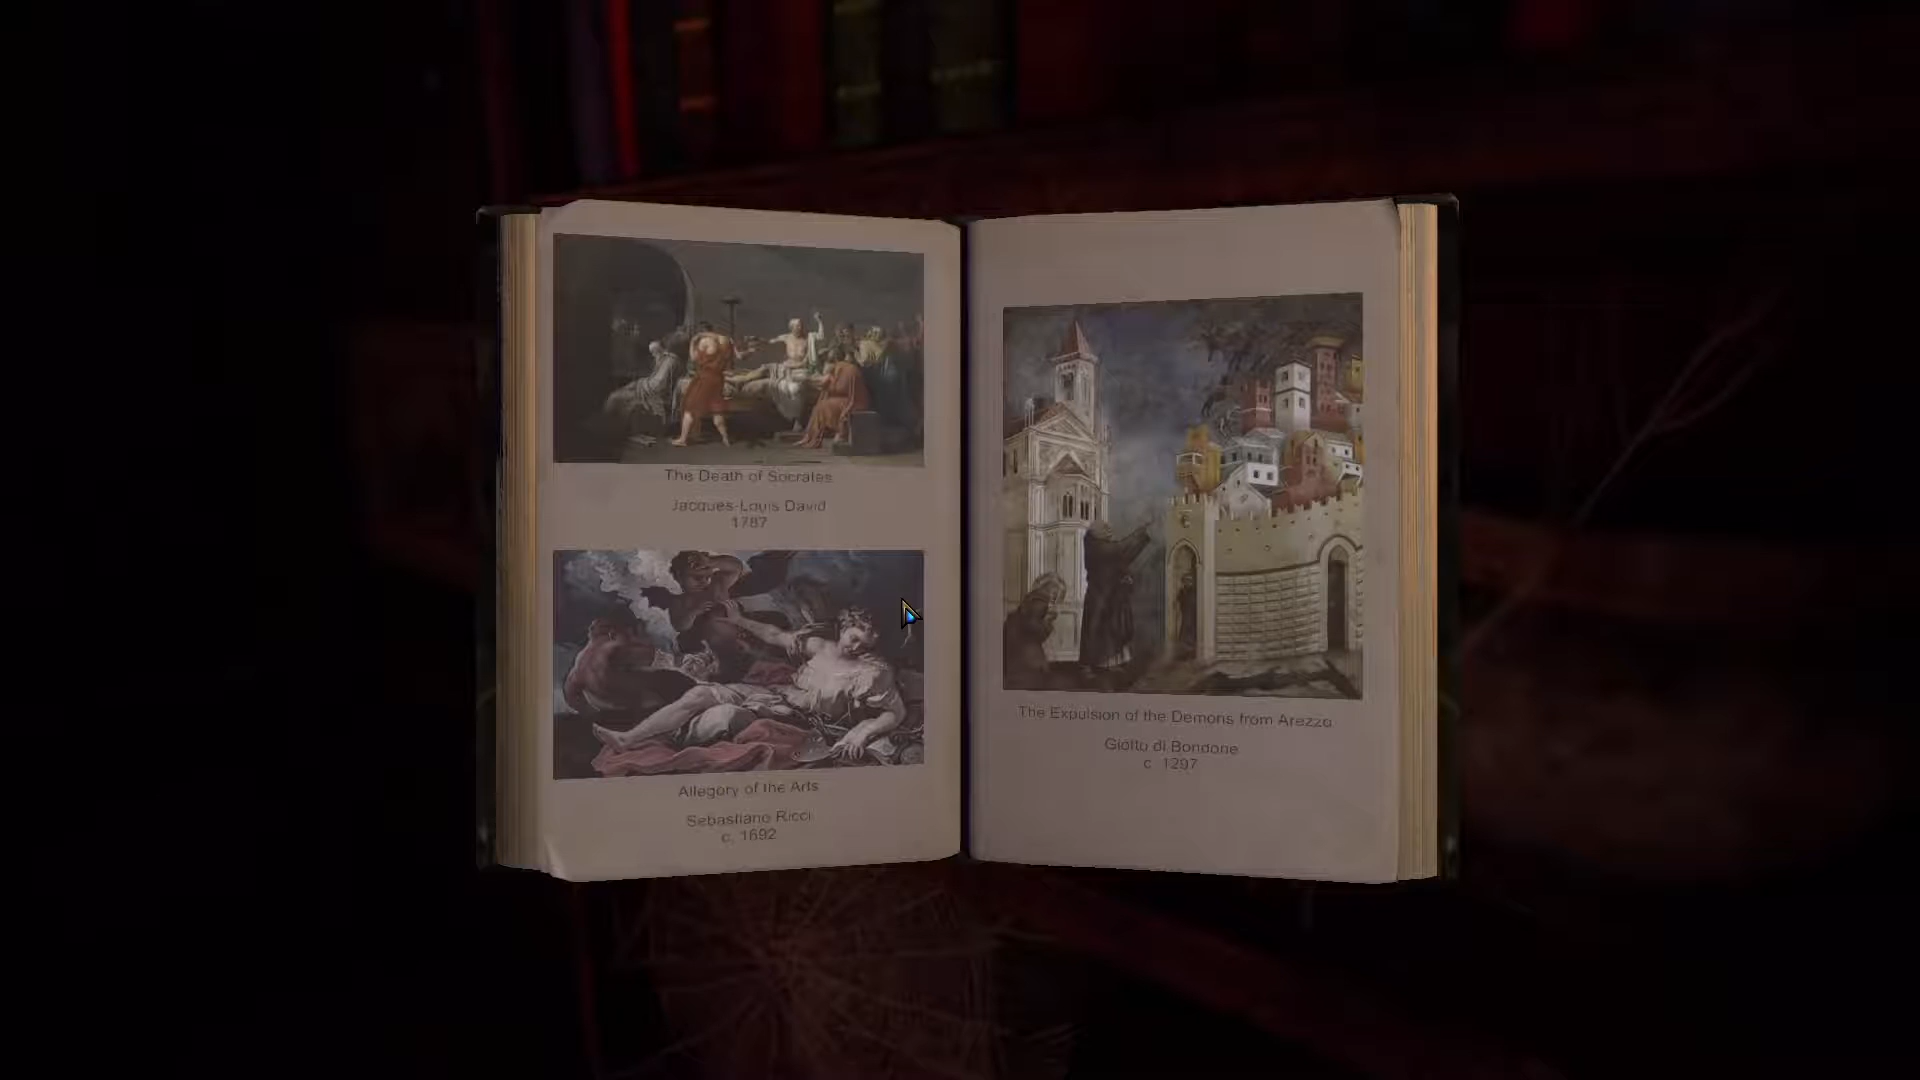 The Death of Socrates
Jacques-Louis David
1787
Allegory of the Arts
Sebastiano Ricci
c. 1692
The Expulsion of the Demons from Arezzo
Giotto di Bondone
c. 1297